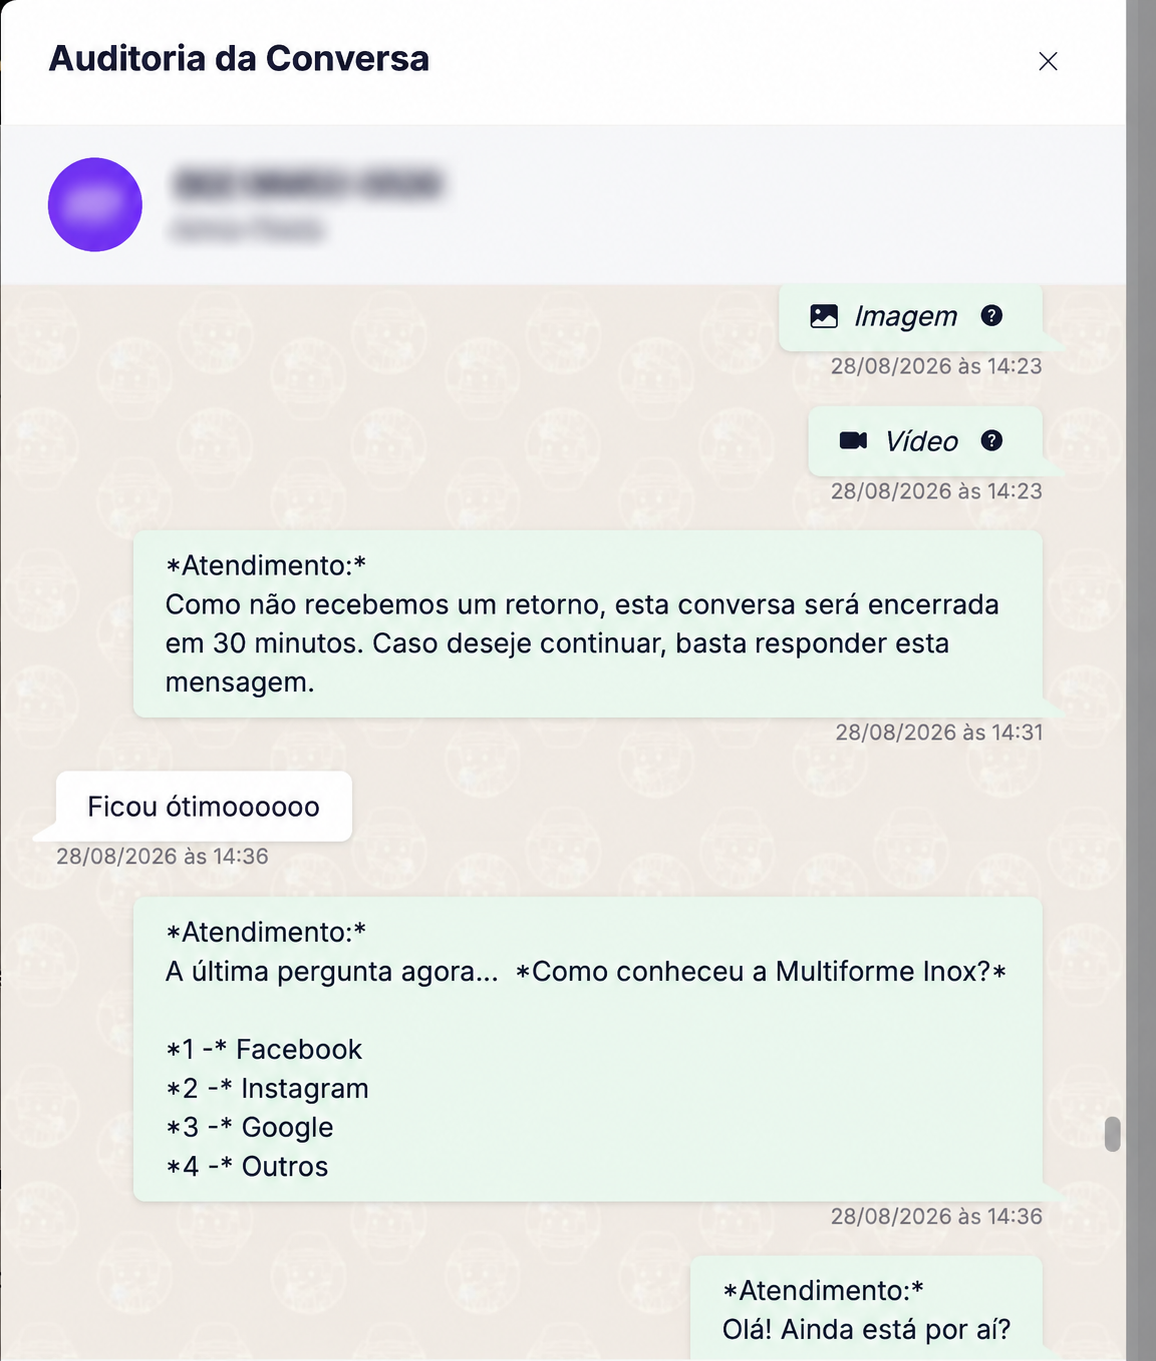 Auditoria da Conversa
Imagem
28/08/2026 às 14:23
Vídeo
28/08/2026 às 14:23
*Atendimento:*
Como não recebemos um retorno, esta conversa será encerrada
em 30 minutos. Caso deseje continuar, basta responder esta
mensagem.
28/08/2026 às 14:31
Ficou ótimoooooo
28/08/2026 às 14:36
*Atendimento:*
A última pergunta agora...  *Como conheceu a Multiforme Inox?*
*1 -* Facebook
*2 -* Instagram
*3 -* Google
*4 -* Outros
28/08/2026 às 14:36
*Atendimento:*
Olá! Ainda está por aí?